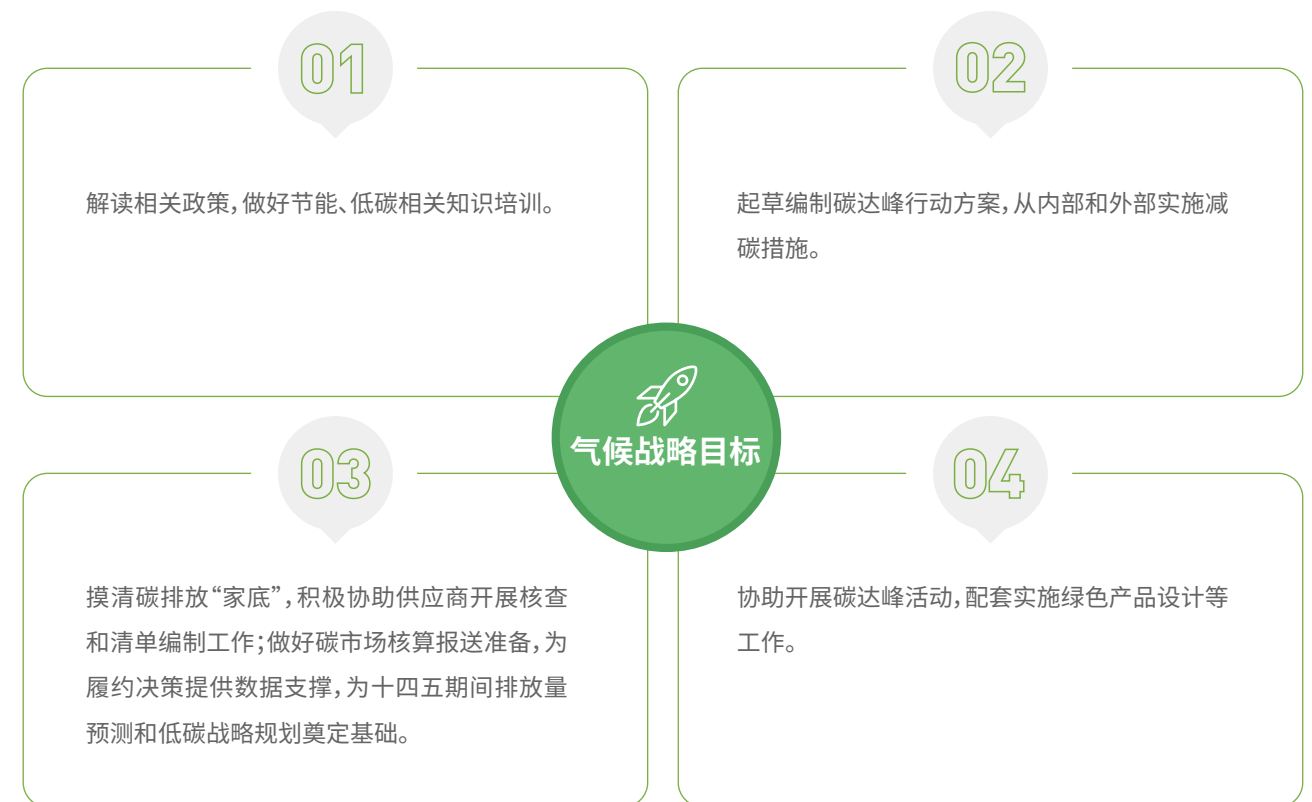 01
解读相关政策，做好节能、低碳相关知识培训。
02
起草编制碳达峰行动方案，从内部和外部实施减
碳措施。
气候战略目标
03
摸清碳排放“家底”，积极协助供应商开展核查
和清单编制工作；做好碳市场核算报送准备，为
履约决策提供数据支撑，为十四五期间排放量
预测和低碳战略规划奠定基础。
04
协助开展碳达峰活动，配套实施绿色产品设计等
工作。